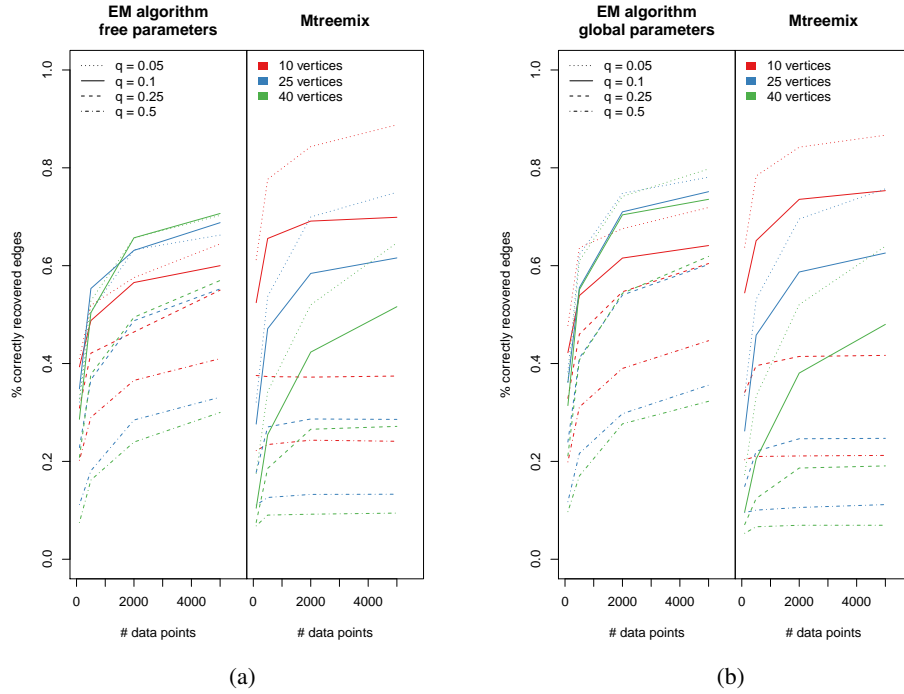 EM algorithm
free parameters
Mtreemix
% correctly recovered edges
1.0
0.8
0.6
0.4
0.2
0.0
q = 0.05
q = 0.1
q = 0.25
q = 0.5
10 vertices
25 vertices
40 vertices
0 2000 4000
0 2000 4000
# data points
# data points
(a)
EM algorithm
global parameters
Mtreemix
% correctly recovered edges
1.0
0.8
0.6
0.4
0.2
0.0
q = 0.05
q = 0.1
q = 0.25
q = 0.5
10 vertices
25 vertices
40 vertices
0 2000 4000
0 2000 4000
# data points
# data points
(b)